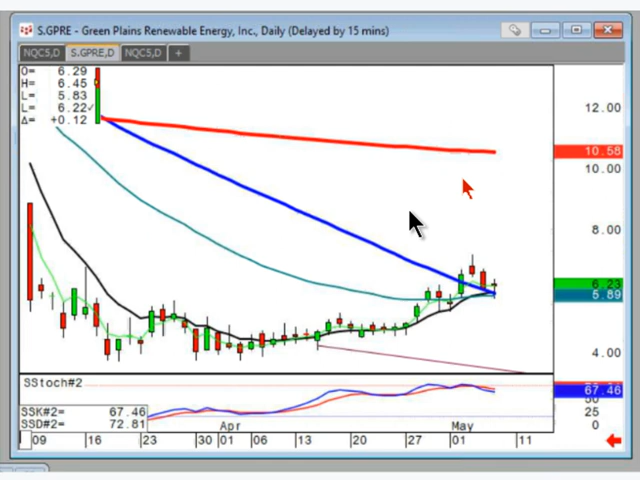 S.GPRE - Green Plains Renewable Energy, Inc., Daily (Delayed by 15 mins)
NQC5,D S.GPRE,D NQC5,D +
O= 6.29
H= 6.45
L= 5.83
L= 6.22✓
Δ= +0.12
12.00
10.58
10.00
8.00
6.23
5.89
4.00
SStoch#2
67.46
50
25
0
SSK#2= 67.46
SSD#2= 72.81
Apr May
09 16 23 30 01 06 13 20 27 01 11